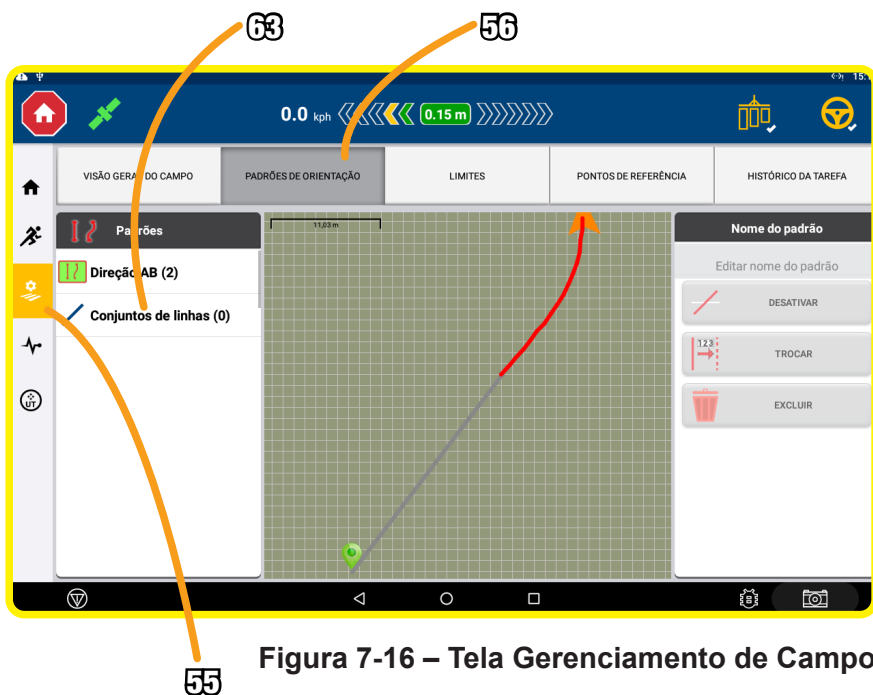 63
56
15:1
0.0 kph
0.15 m
VISÃO GERAL DO CAMPO
PADRÕES DE ORIENTAÇÃO
LIMITES
PONTOS DE REFERÊNCIA
HISTÓRICO DA TAREFA
Padrões
11,03 m
Nome do padrão
Direção AB (2)
Editar nome do padrão
Conjuntos de linhas (0)
DESATIVAR
123
TROCAR
UT
EXCLUIR
Figura 7-16 – Tela Gerenciamento de Campo
55